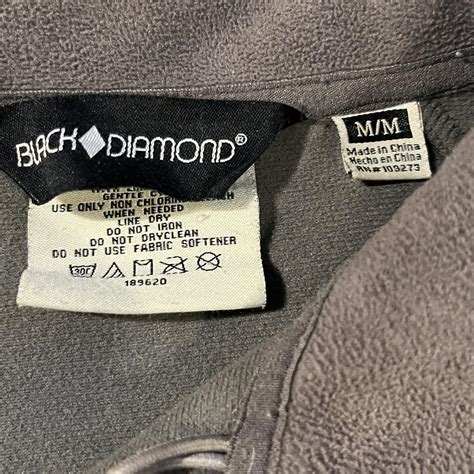 BLACK DIAMOND®
M/M
Made in China
Hecho en China
RN#109273
GENTLE
USE ONLY NON CHLORINE
WHEN NEEDED
LINE DRY
DO NOT IRON
DO NOT DRYCLEAN
DO NOT USE FABRIC SOFTENER
30C
189620